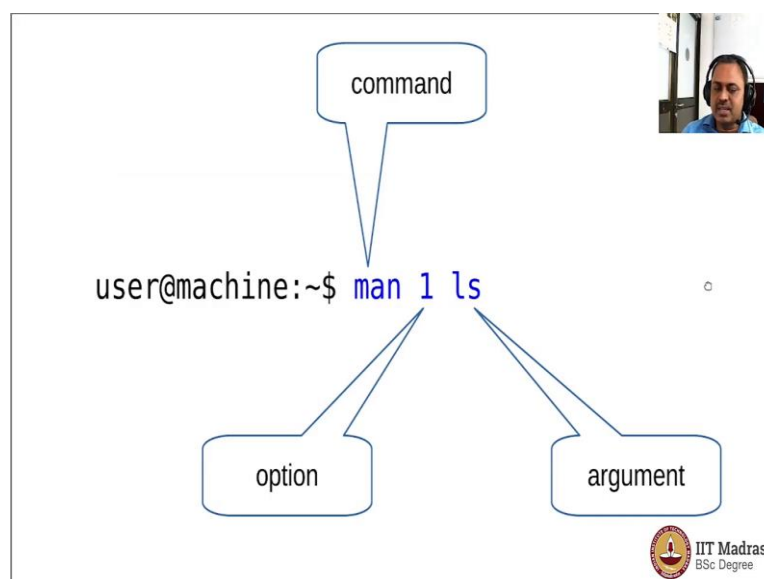 command
user@machine:~$ man 1 ls
option
argument
IIT Madras
BSc Degree